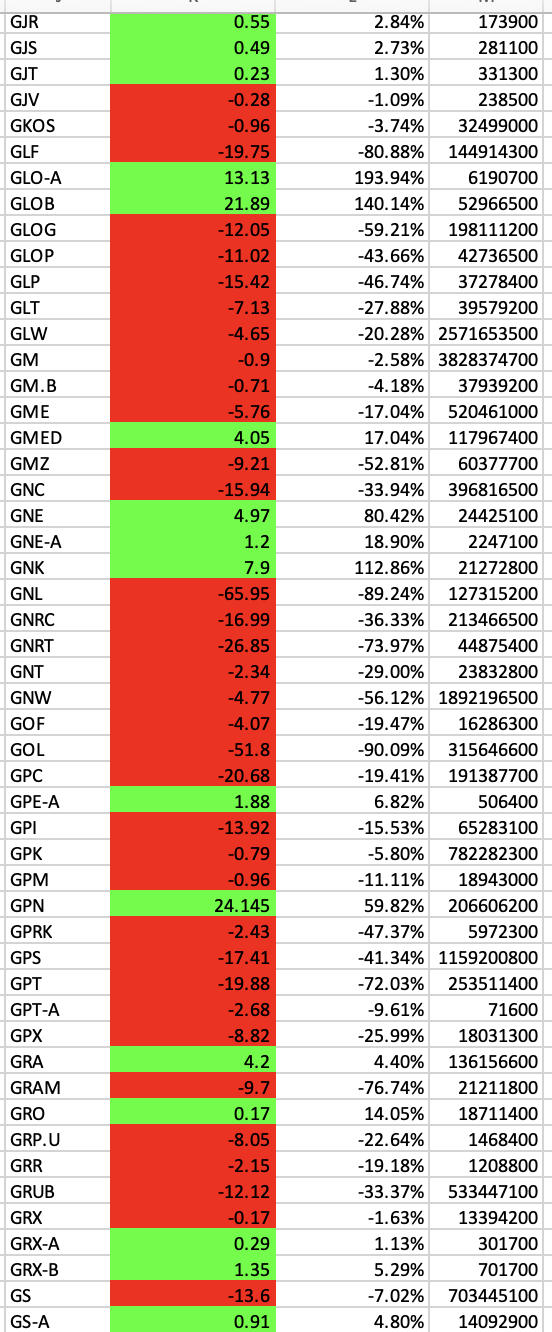 GJR 0.55 2.84% 173900
GJS 0.49 2.73% 281100
GJT 0.23 1.30% 331300
GJV -0.28 -1.09% 238500
GKOS -0.96 -3.74% 32499000
GLF -19.75 -80.88% 144914300
GLO-A 13.13 193.94% 6190700
GLOB 21.89 140.14% 52966500
GLOG -12.05 -59.21% 198111200
GLOP -11.02 -43.66% 42736500
GLP -15.42 -46.74% 37278400
GLT -7.13 -27.88% 39579200
GLW -4.65 -20.28% 2571653500
GM -0.9 -2.58% 3828374700
GM.B -0.71 -4.18% 37939200
GME -5.76 -17.04% 520461000
GMED 4.05 17.04% 117967400
GMZ -9.21 -52.81% 60377700
GNC -15.94 -33.94% 396816500
GNE 4.97 80.42% 24425100
GNE-A 1.2 18.90% 2247100
GNK 7.9 112.86% 21272800
GNL -65.95 -89.24% 127315200
GNRC -16.99 -36.33% 213466500
GNRT -26.85 -73.97% 44875400
GNT -2.34 -29.00% 23832800
GNW -4.77 -56.12% 1892196500
GOF -4.07 -19.47% 16286300
GOL -51.8 -90.09% 315646600
GPC -20.68 -19.41% 191387700
GPE-A 1.88 6.82% 506400
GPI -13.92 -15.53% 65283100
GPK -0.79 -5.80% 782282300
GPM -0.96 -11.11% 18943000
GPN 24.145 59.82% 206606200
GPRK -2.43 -47.37% 5972300
GPS -17.41 -41.34% 1159200800
GPT -19.88 -72.03% 253511400
GPT-A -2.68 -9.61% 71600
GPX -8.82 -25.99% 18031300
GRA 4.2 4.40% 136156600
GRAM -9.7 -76.74% 21211800
GRO 0.17 14.05% 18711400
GRP.U -8.05 -22.64% 1468400
GRR -2.15 -19.18% 1208800
GRUB -12.12 -33.37% 533447100
GRX -0.17 -1.63% 13394200
GRX-A 0.29 1.13% 301700
GRX-B 1.35 5.29% 701700
GS -13.6 -7.02% 703445100
GS-A 0.91 4.80% 14092900